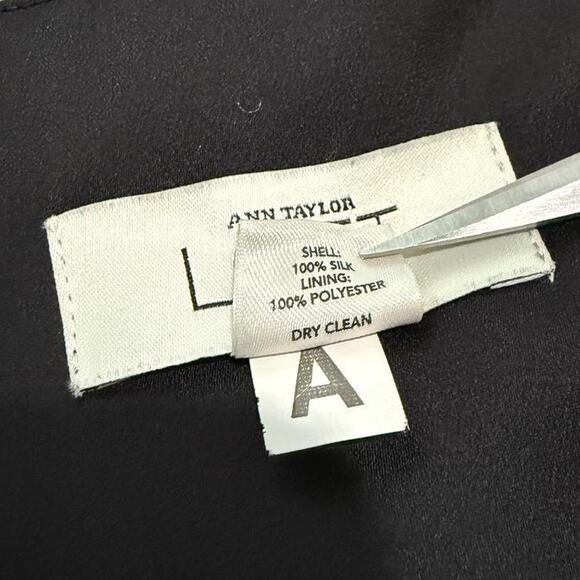 ANN TAYLOR
SHELL:
100% SILK
LINING:
100% POLYESTER
DRY CLEAN
A